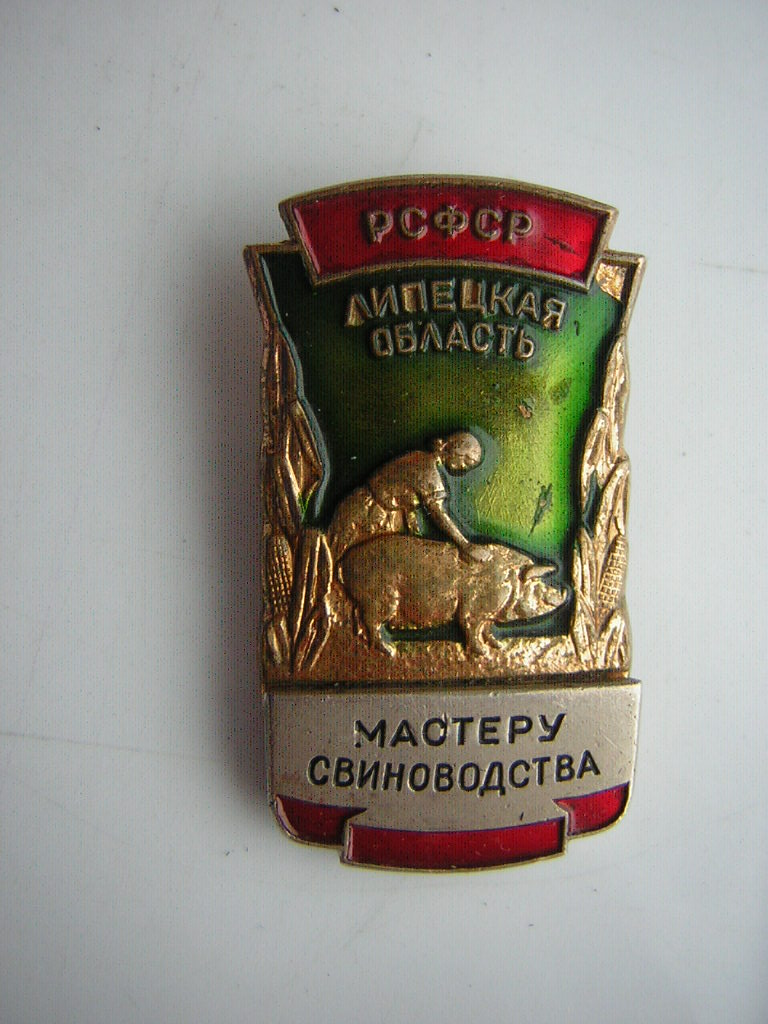 РСФСР
ЛИПЕЦКАЯ
ОБЛАСТЬ
МАСТЕРУ
СВИНОВОДСТВА